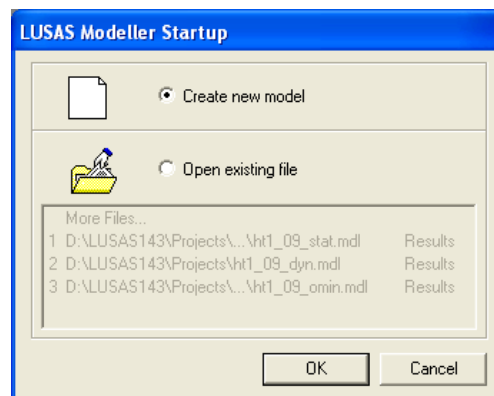 LUSAS Modeller Startup
Create new model
Open existing file
More Files...
1 D:\LUSAS143\Projects\...\ht1_09_stat.mdl Results
2 D:\LUSAS143\Projects\ht1_09_dyn.mdl Results
3 D:\LUSAS143\Projects\...\ht1_09_omin.mdl Results
OK Cancel